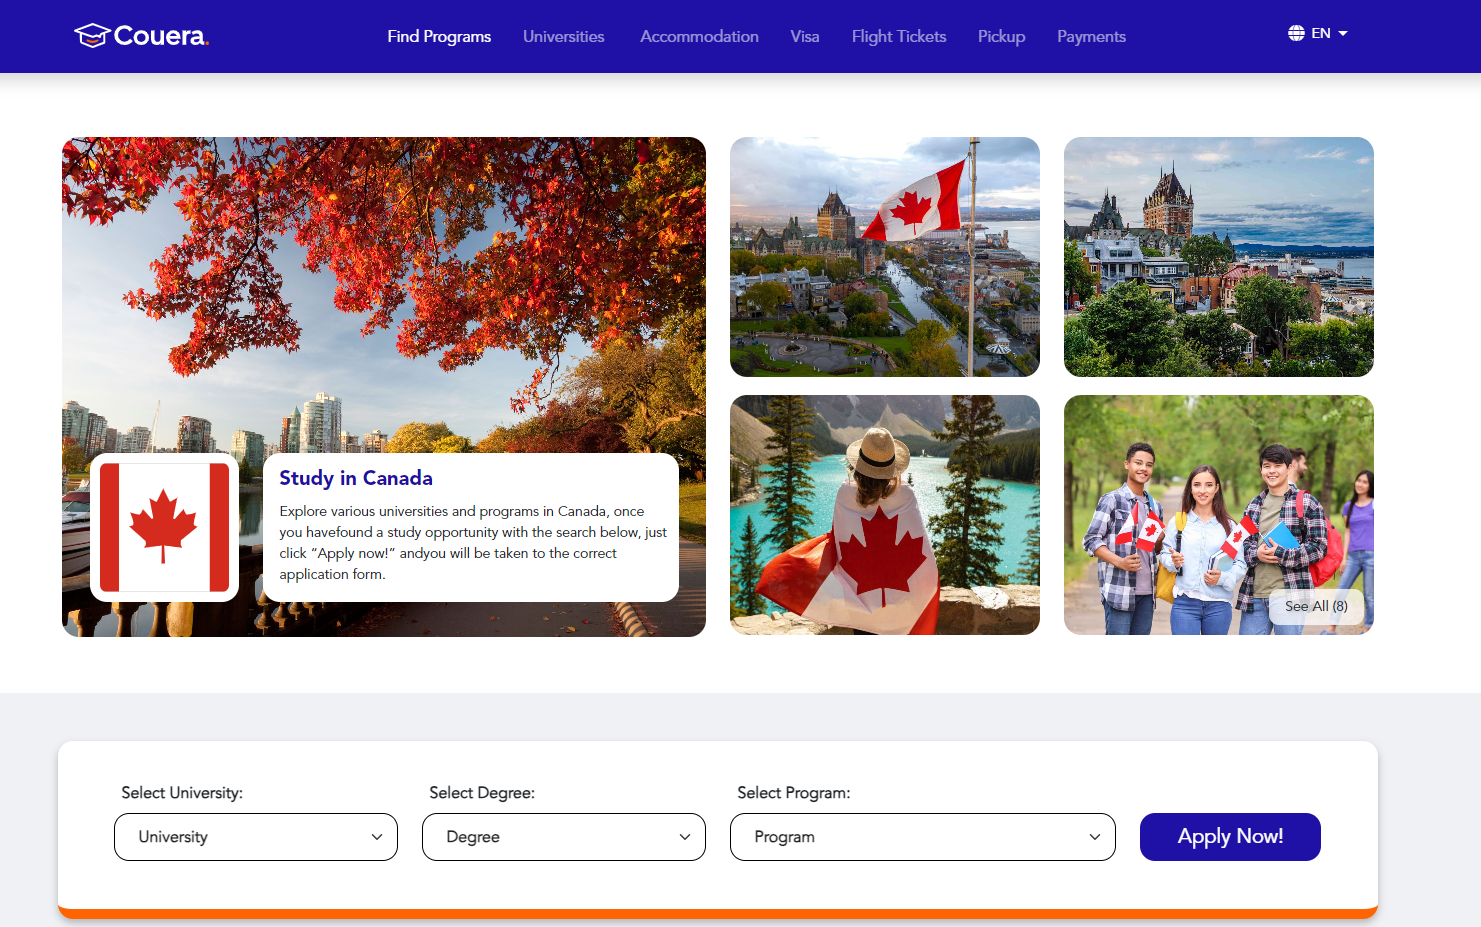 Couera.
Find Programs
Universities
Accommodation
Visa
Flight Tickets
Pickup
Payments
EN
Study in Canada
Explore various universities and programs in Canada, once
you havefound a study opportunity with the search below, just
click “Apply now!” andyou will be taken to the correct
application form.
See All (8)
Select University:
Select Degree:
Select Program:
University
Degree
Program
Apply Now!